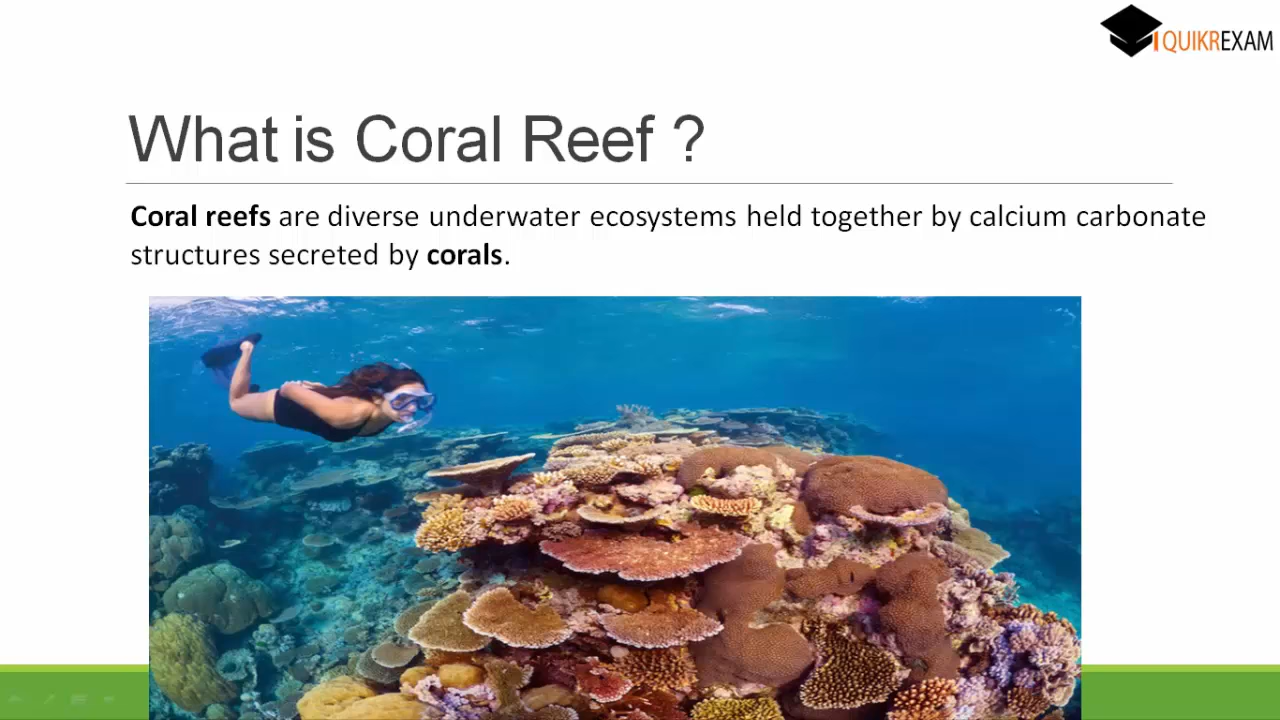 QUIKREXAM
What is Coral Reef ?
Coral reefs are diverse underwater ecosystems held together by calcium carbonate
structures secreted by corals.